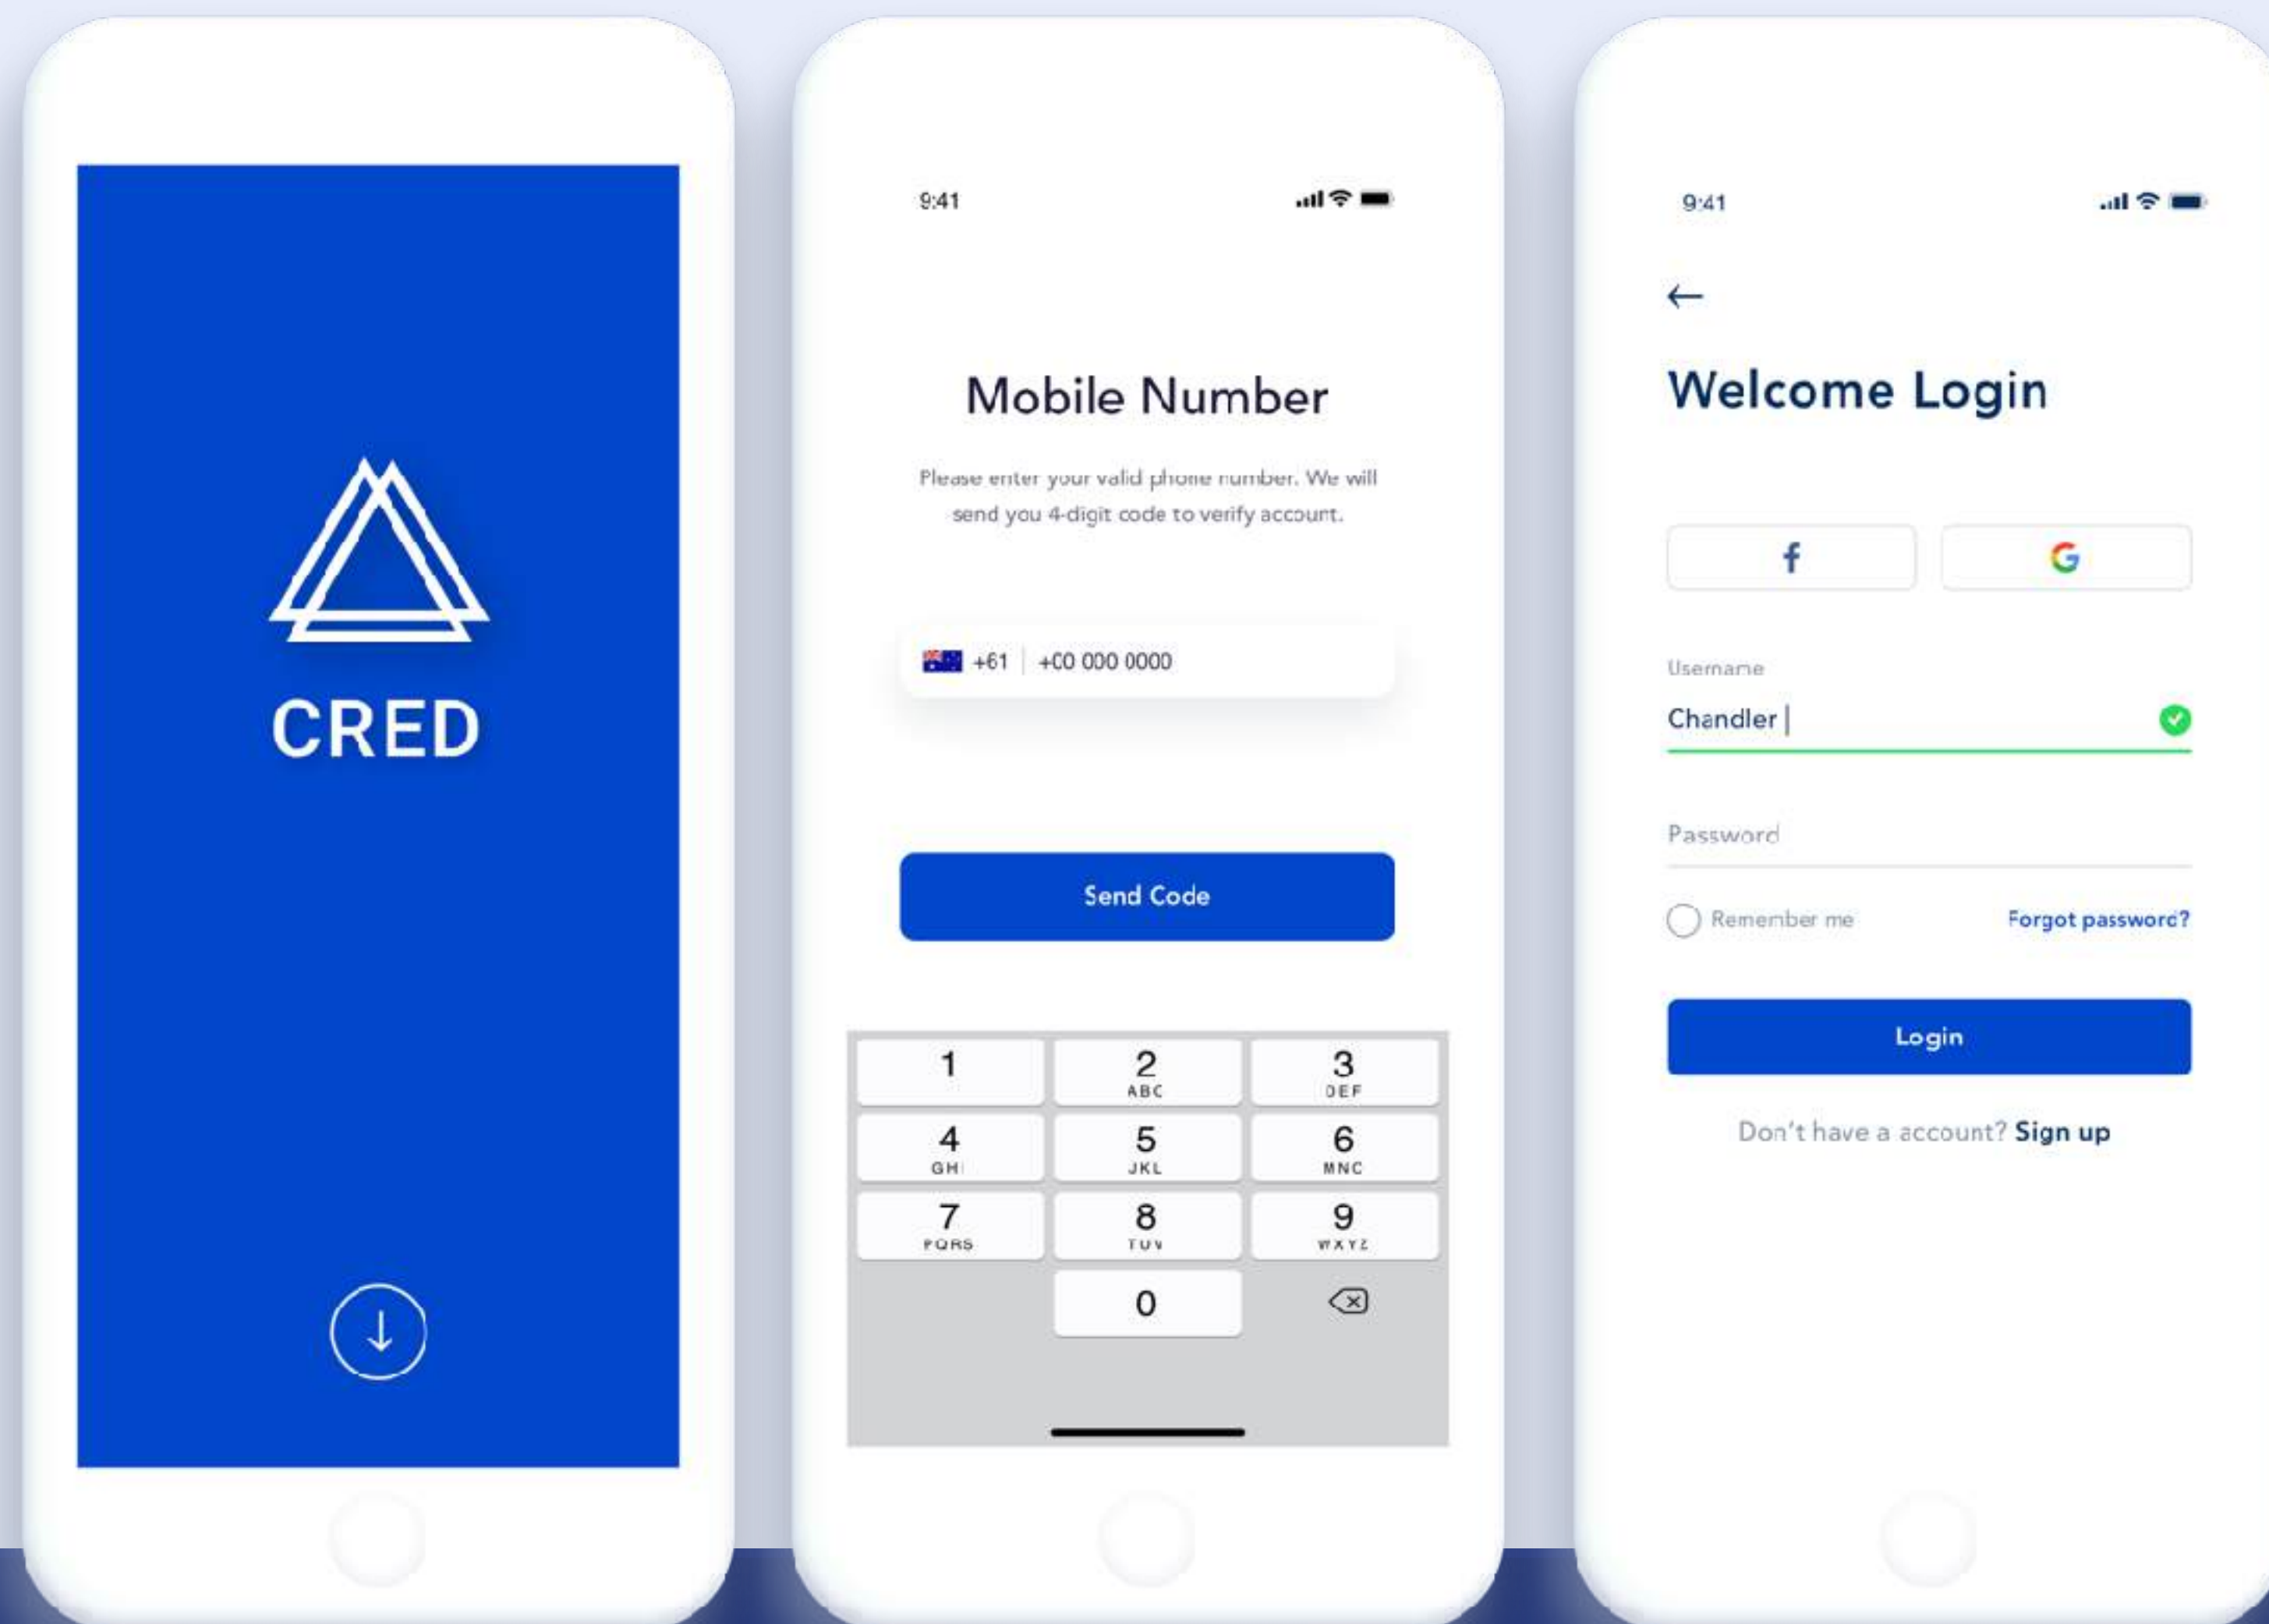 CRED
9:41
Mobile Number
Please enter your valid phone number. We will
send you 4-digit code to verify account.
+61 +00 000 0000
Send Code
1 2 3
ABC DEF
4 5 6
GHI JKL MNO
7 8 9
PQRS TUV WXYZ
0
9:41
Welcome Login
f G
Username
Chandler
Password
Remember me Forgot password?
Login
Don't have a account? Sign up